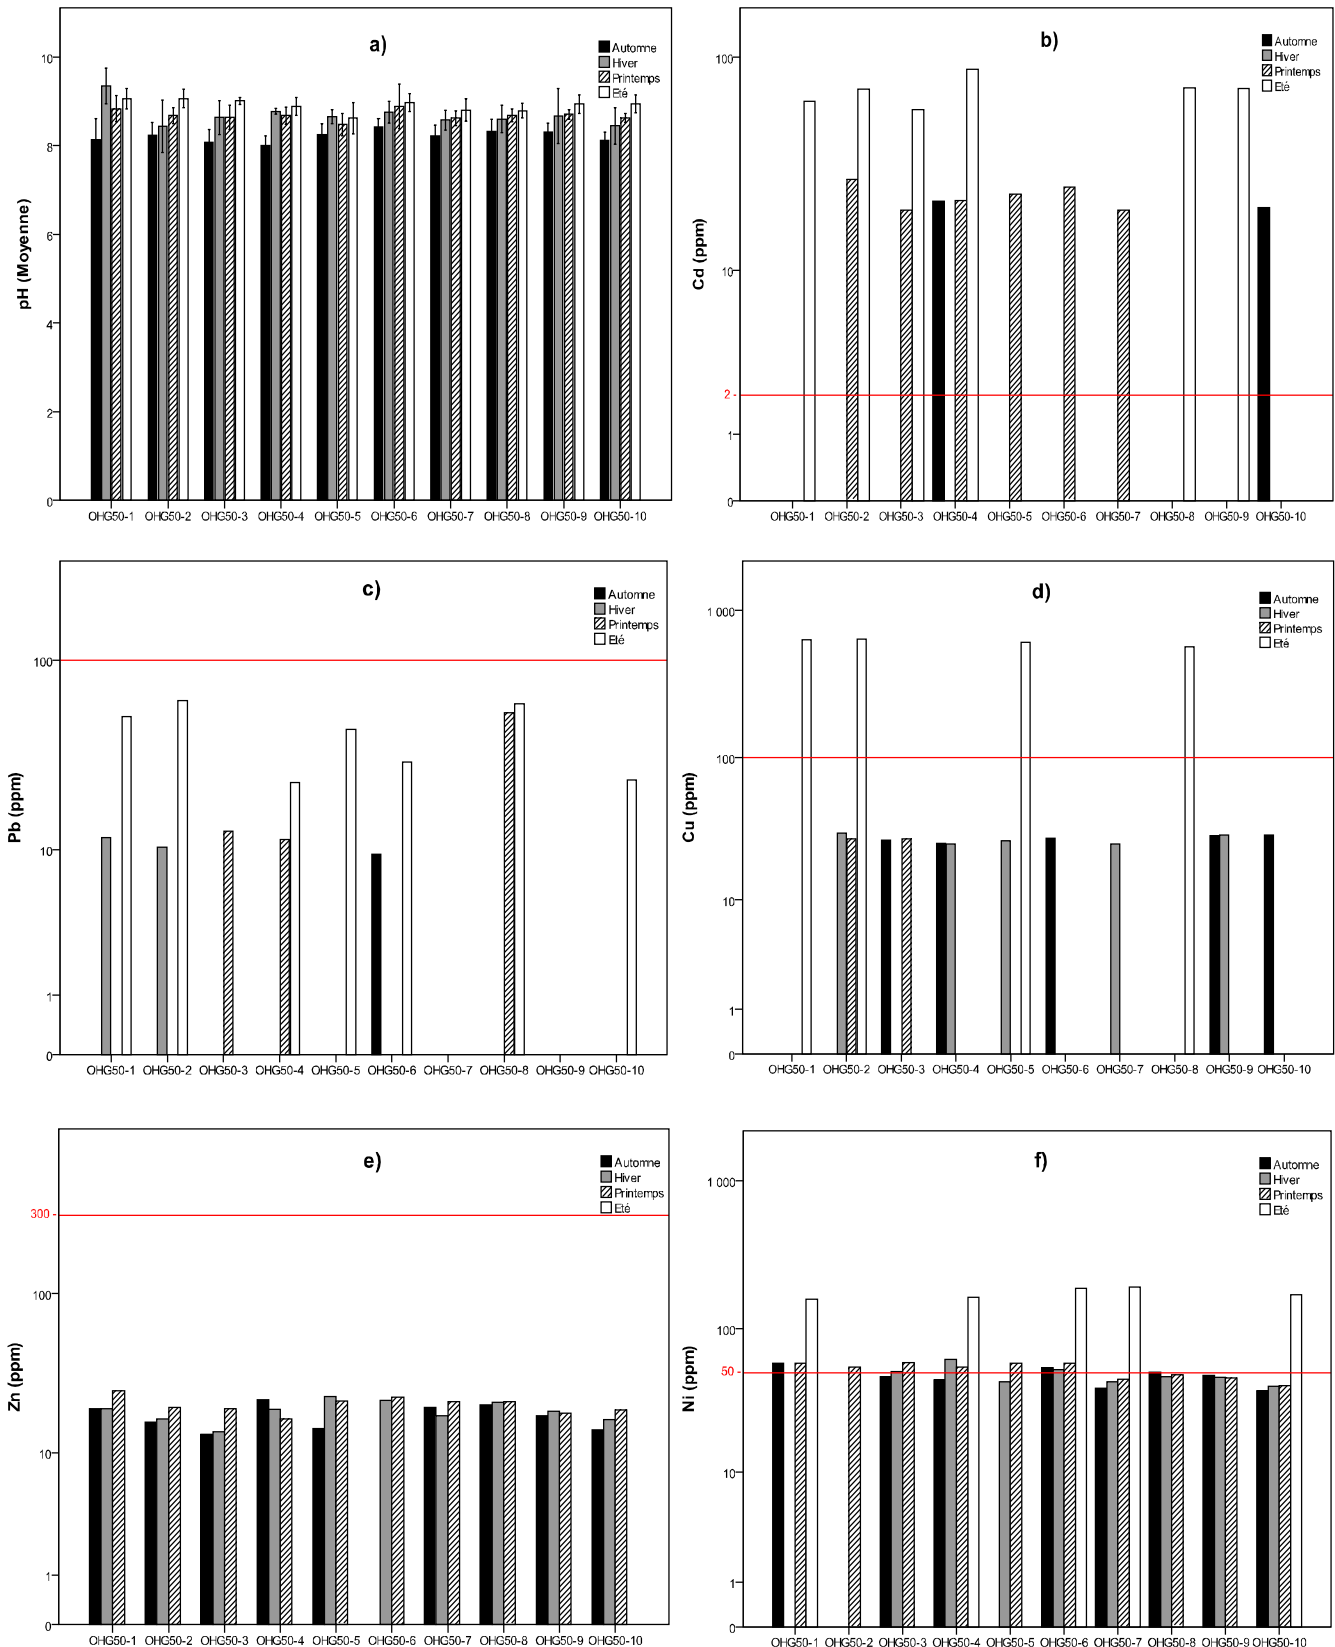 a)
Automne
Hiver
Printemps
Eté
10
8
6
4
2
0
pH (Moyenne)
OHG50-1 OHG50-2 OHG50-3 OHG50-4 OHG50-5 OHG50-6 OHG50-7 OHG50-8 OHG50-9 OHG50-10
b)
Automne
Hiver
Printemps
Eté
100
10
2 -
1
0
Cd (ppm)
OHG50-1 OHG50-2 OHG50-3 OHG50-4 OHG50-5 OHG50-6 OHG50-7 OHG50-8 OHG50-9 OHG50-10
c)
Automne
Hiver
Printemps
Eté
100
10
1
0
Pb (ppm)
OHG50-1 OHG50-2 OHG50-3 OHG50-4 OHG50-5 OHG50-6 OHG50-7 OHG50-8 OHG50-9 OHG50-10
d)
Automne
Hiver
Printemps
Eté
1 000
100
10
1
0
Cu (ppm)
OHG50-1 OHG50-2 OHG50-3 OHG50-4 OHG50-5 OHG50-6 OHG50-7 OHG50-8 OHG50-9 OHG50-10
e)
Automne
Hiver
Printemps
Eté
300 -
100
10
1
0
Zn (ppm)
OHG50-1 OHG50-2 OHG50-3 OHG50-4 OHG50-5 OHG50-6 OHG50-7 OHG50-8 OHG50-9 OHG50-10
f)
Automne
Hiver
Printemps
Eté
1 000
100
50 -
10
1
0
Ni (ppm)
OHG50-1 OHG50-2 OHG50-3 OHG50-4 OHG50-5 OHG50-6 OHG50-7 OHG50-8 OHG50-9 OHG50-10